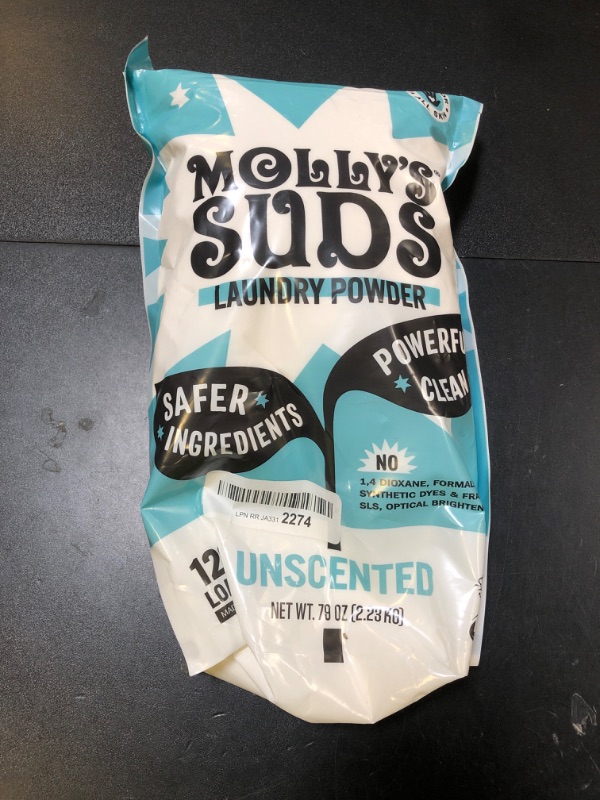 MOLLY'S
SUDS
LAUNDRY POWDER
POWERFU
CLEAN
SAFER
INGREDIENTS
NO
1,4 DIOXANE, FORMAL
SYNTHETIC DYES & FRA
SLS, OPTICAL BRIGHTEN
LPN RR JA331 2274
12
LO
UNSCENTED
NET WT. 79 OZ (2.23 KG)